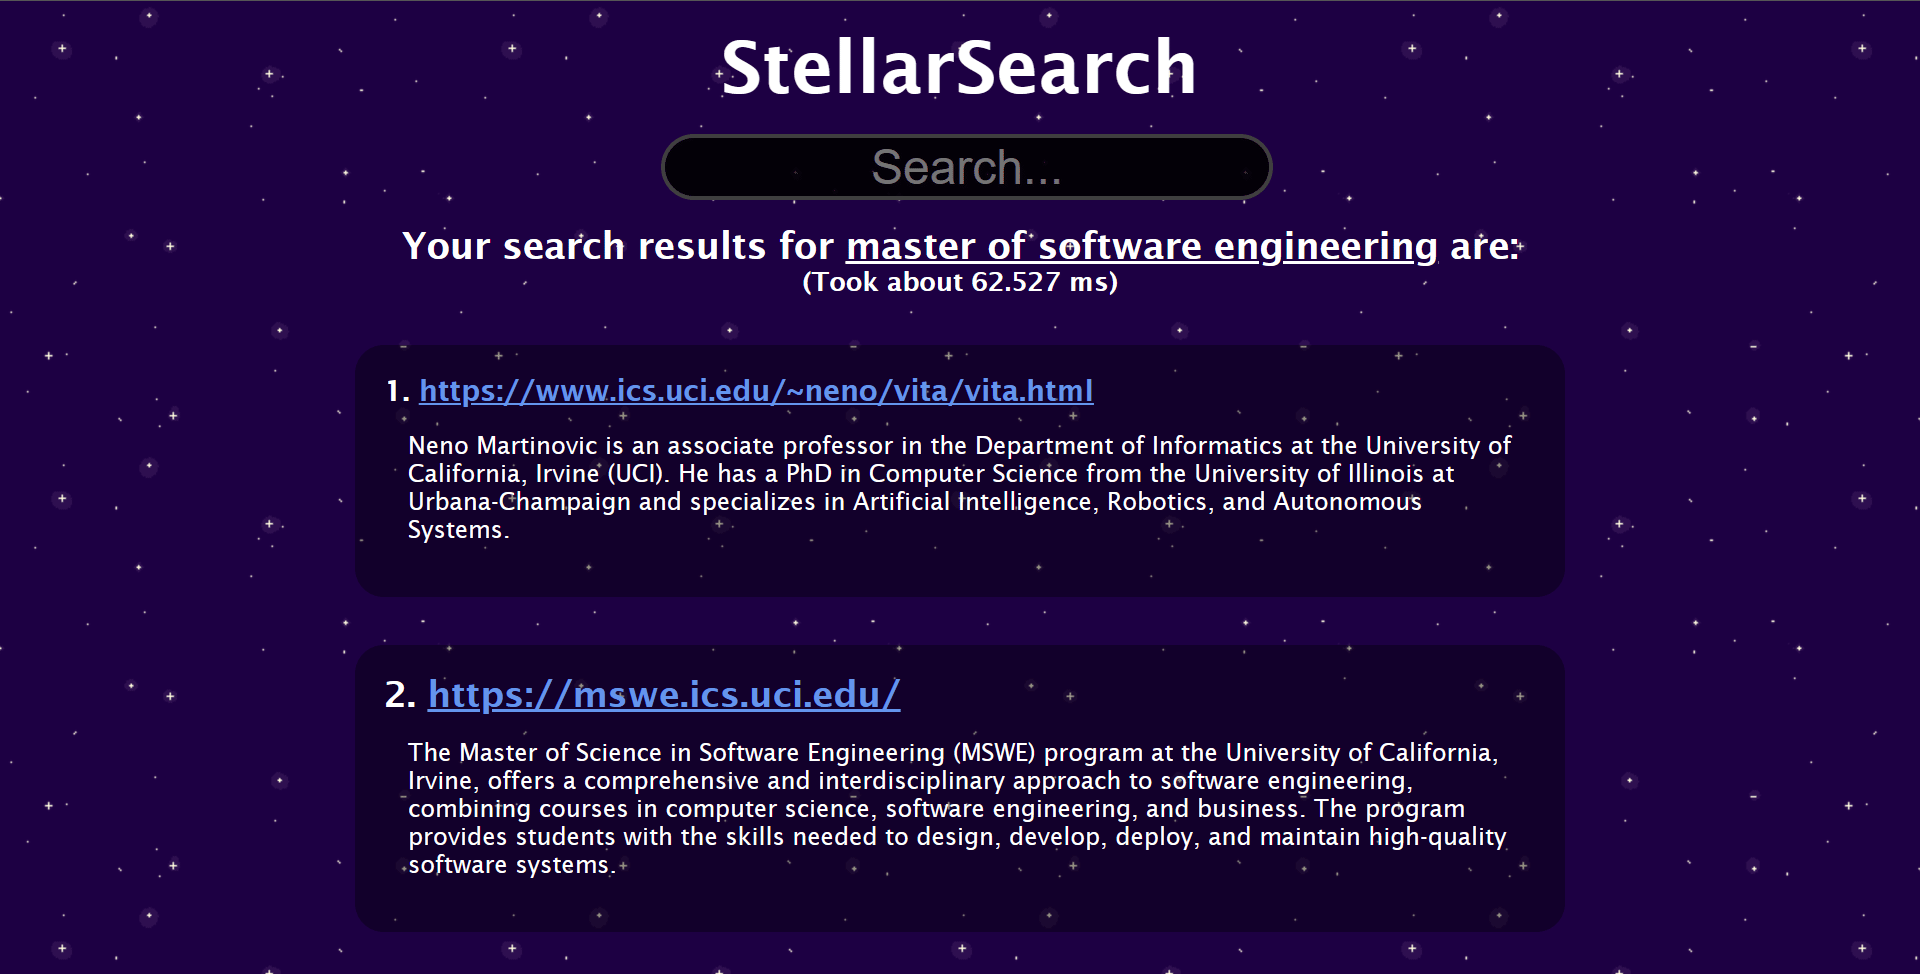 StellarSearch
Search...
Your search results for master of software engineering are:
(Took about 62.527 ms)
1. https://www.ics.uci.edu/~neno/vita/vita.html
Neno Martinovic is an associate professor in the Department of Informatics at the University of
California, Irvine (UCI). He has a PhD in Computer Science from the University of Illinois at
Urbana-Champaign and specializes in Artificial Intelligence, Robotics, and Autonomous
Systems.
2. https://mswe.ics.uci.edu/
The Master of Science in Software Engineering (MSWE) program at the University of California,
Irvine, offers a comprehensive and interdisciplinary approach to software engineering,
combining courses in computer science, software engineering, and business. The program
provides students with the skills needed to design, develop, deploy, and maintain high-quality
software systems.